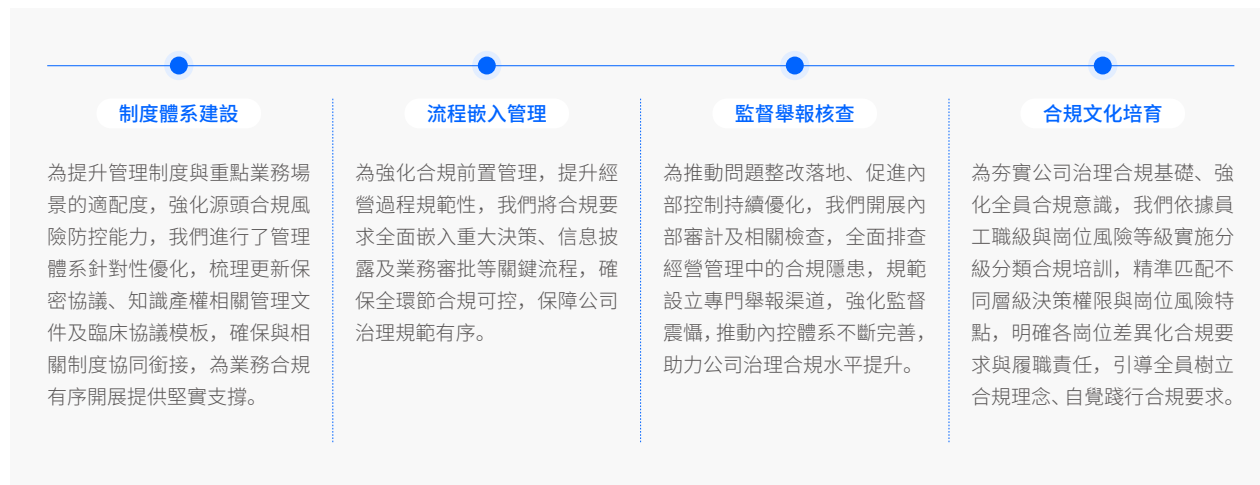 制度體系建設
為提升管理制度與重點業務場
景的適配度，強化源頭合規風
險防控能力，我們進行了管理
體系針對性優化，梳理更新保
密協議、知識產權相關管理文
件及臨床協議模板，確保與相
關制度協同銜接，為業務合規
有序開展提供堅實支撐。
流程嵌入管理
為強化合規前置管理，提升經
營過程規範性，我們將合規要
求全面嵌入重大決策、信息披
露及業務審批等關鍵流程，確
保全環節合規可控，保障公司
治理規範有序。
監督舉報核查
為推動問題整改落地、促進內
部控制持續優化，我們開展內
部審計及相關檢查，全面排查
經營管理中的合規隱患，規範
設立專門舉報渠道，強化監督
震懾，推動內控體系不斷完善，
助力公司治理合規水平提升。
合規文化培育
為夯實公司治理合規基礎、強
化全員合規意識，我們依據員
工職級與崗位風險等級實施分
級分類合規培訓，精準匹配不
同層級決策權限與崗位風險特
點，明確各崗位差異化合規要
求與履職責任，引導全員樹立
合規理念、自覺踐行合規要求。